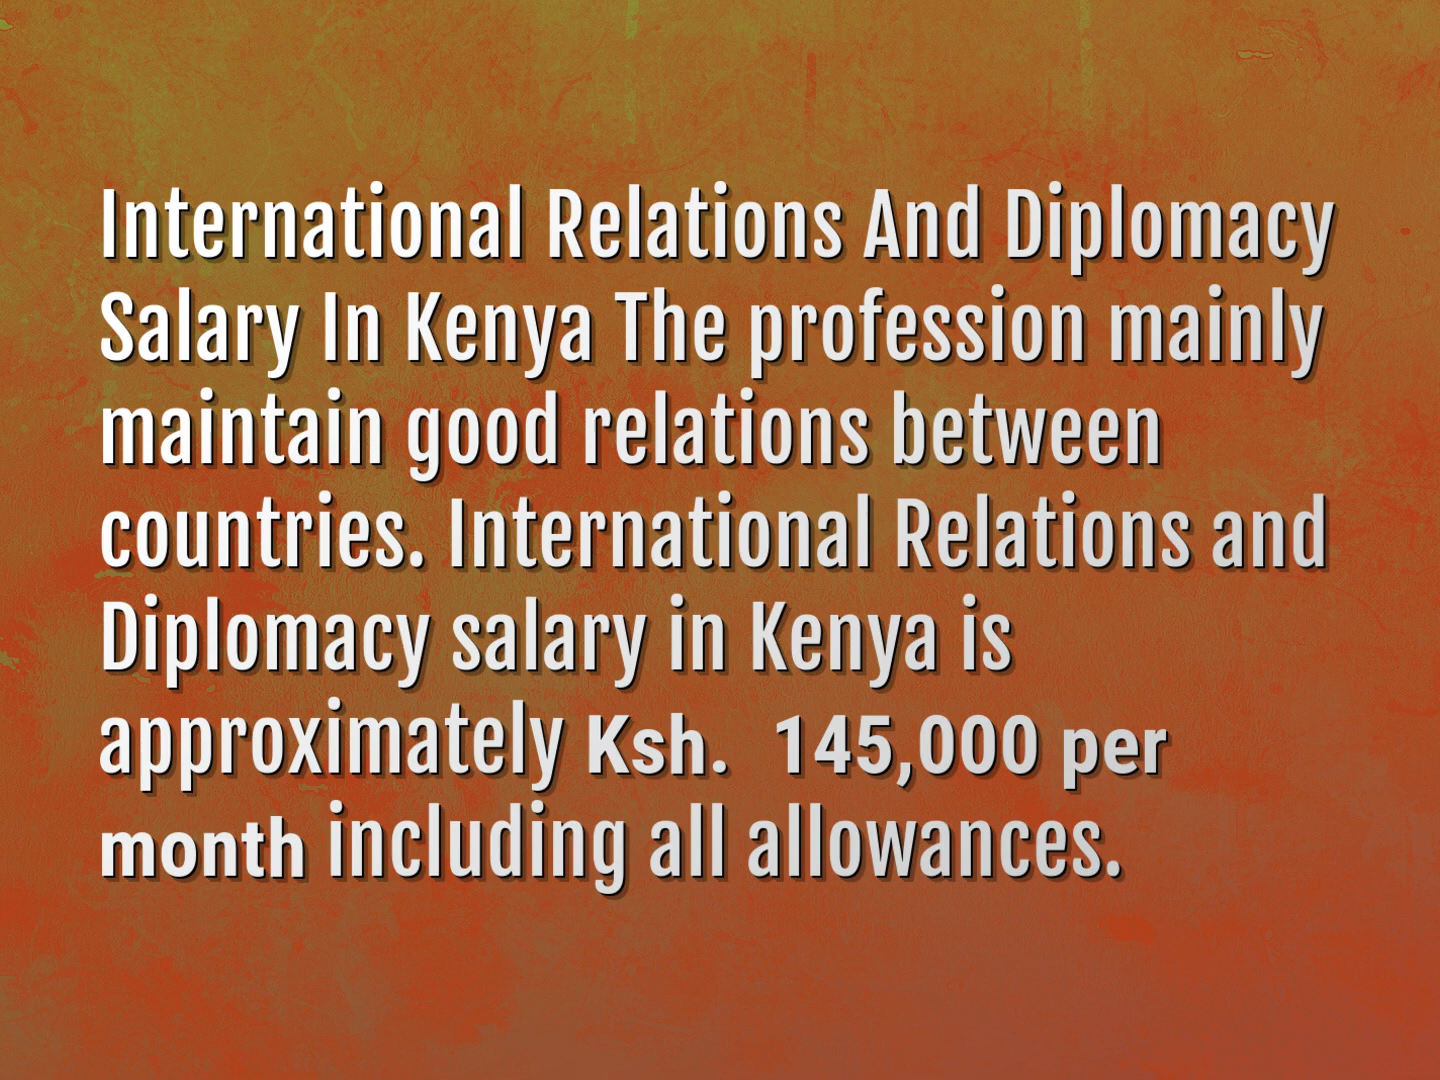 International Relations And Diplomacy
Salary In Kenya The profession mainly
maintain good relations between
countries. International Relations and
Diplomacy salary in Kenya is
approximately Ksh.  145,000 per
month including all allowances.